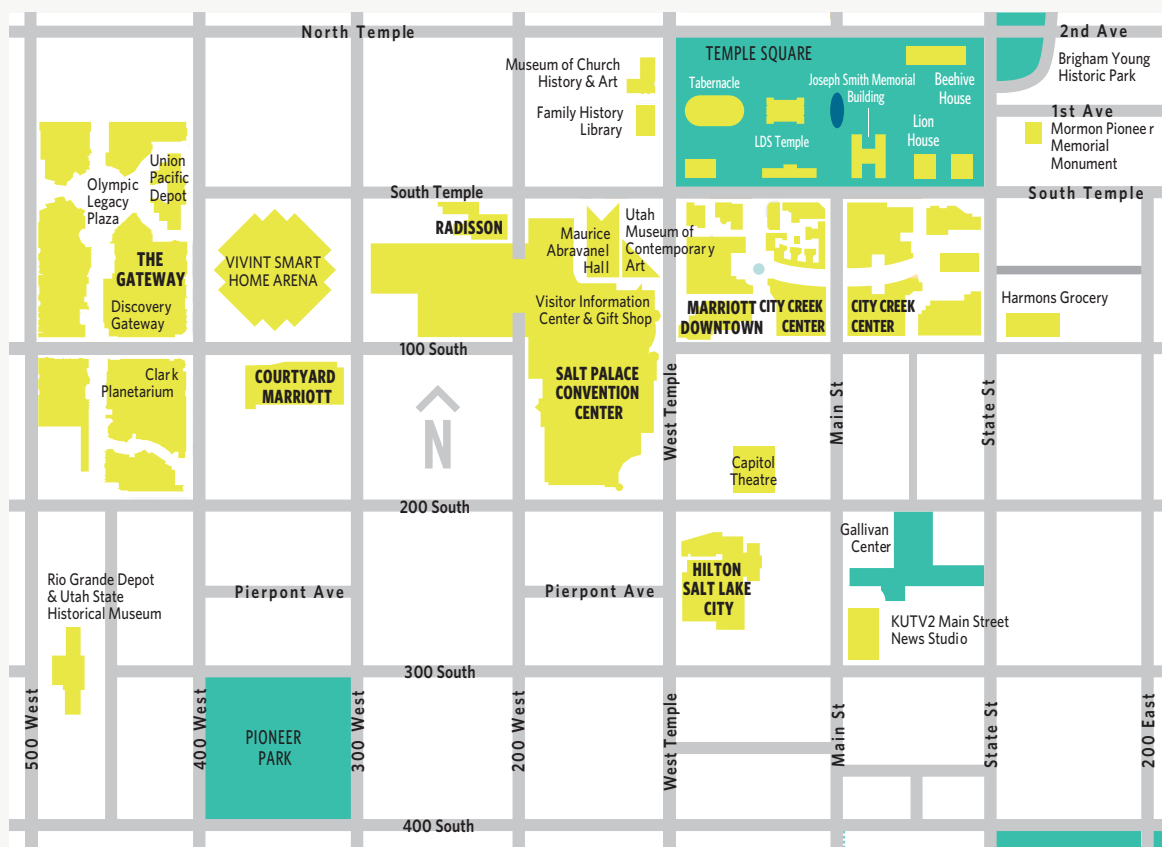 North Temple
2nd Ave
TEMPLE SQUARE
Brigham Young
Historic Park
Museum of Church
History & Art
Tabernacle
Joseph Smith Memorial
Building
Beehive
House
1st Ave
Family History
Library
LDS Temple
Lion
House
Mormon Pioneer
Memorial
Monument
Union
Pacific
Depot
Olympic
Legacy
Plaza
South Temple
South Temple
RADISSON
Utah
Museum of
Contemporary
Art
Maurice
Abravanel
Hall
THE
GATEWAY
VIVINT SMART
HOME ARENA
Discovery
Gateway
Visitor Information
Center & Gift Shop
MARRIOTT
DOWNTOWN
CITY CREEK
CENTER
CITY CREEK
CENTER
Harmons Grocery
100 South
Clark
Planetarium
COURTYARD
MARRIOTT
N
SALT PALACE
CONVENTION
CENTER
West Temple
Main St
State St
Capitol
Theatre
200 South
Gallivan
Center
Rio Grande Depot
& Utah State
Historical Museum
Pierpont Ave
Pierpont Ave
HILTON
SALT LAKE
CITY
KUTV2 Main Street
News Studio
300 South
500 West
400 West
PIONEER
PARK
300 West
200 West
West Temple
Main St
State St
200 East
400 South